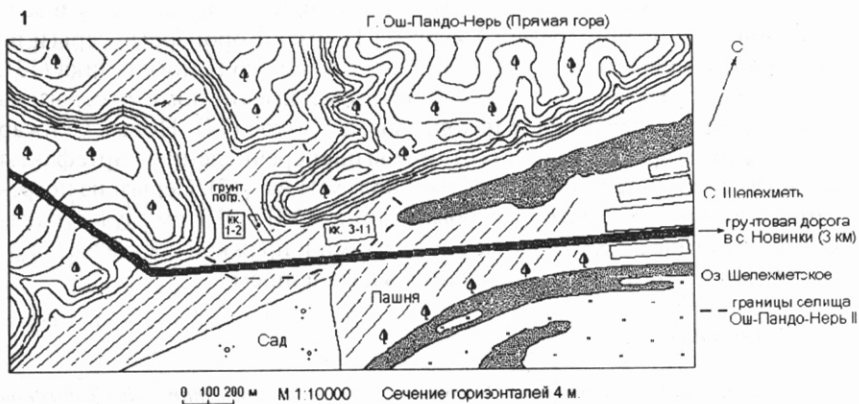 1
Г. Ош-Пандо-Нерь (Прямая гора)
С
грунт
погр.
кк.
1-2
кк. 3-11
С. Шелехметь
грунтовая дорога
в с. Новинки (3 км)
Оз. Шелехметское
Пашня
границы селища
Ош-Пандо-Нерь II
Сад
0 100 200 м М 1:10000 Сечение горизонталей 4 м.